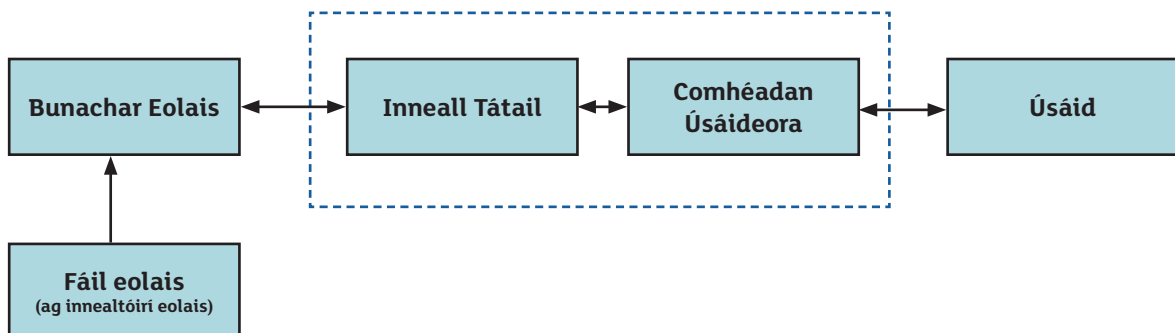 Bunachar Eolais
Inneall Tátail
Comhéadan
Úsáideora
Úsáid
Fáil eolais
(ag innealtóirí eolais)